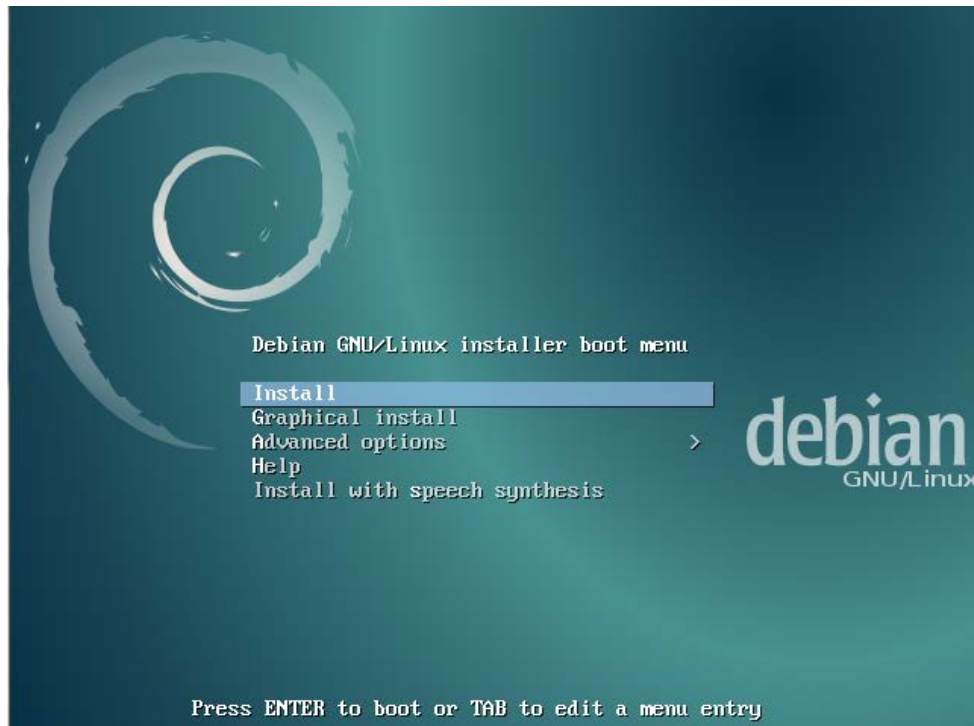 Debian GNU/Linux installer boot menu
Install
Graphical install
Advanced options >
Help
Install with speech synthesis
debian
GNU/Linux
Press ENTER to boot or TAB to edit a menu entry